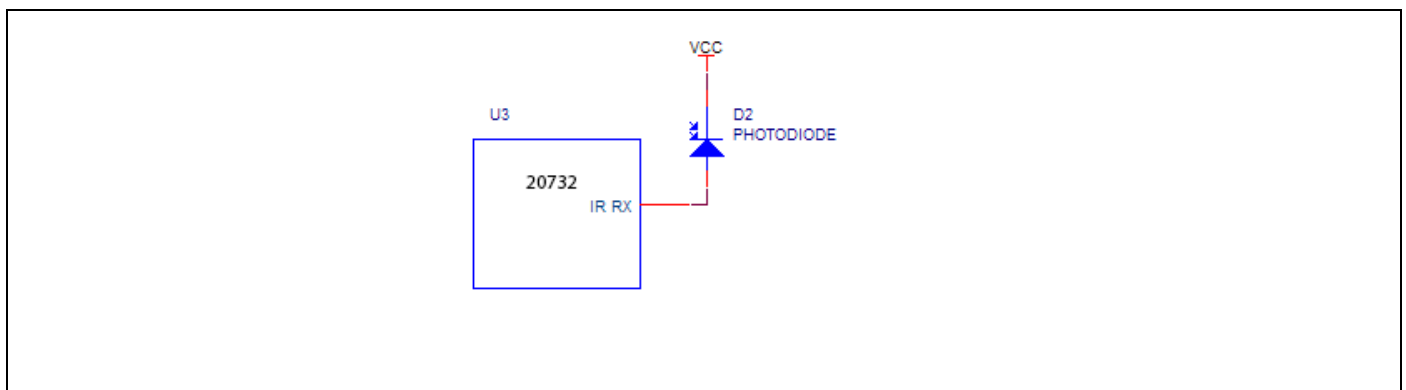 VCC
U3
D2
PHOTODIODE
20732
IR RX